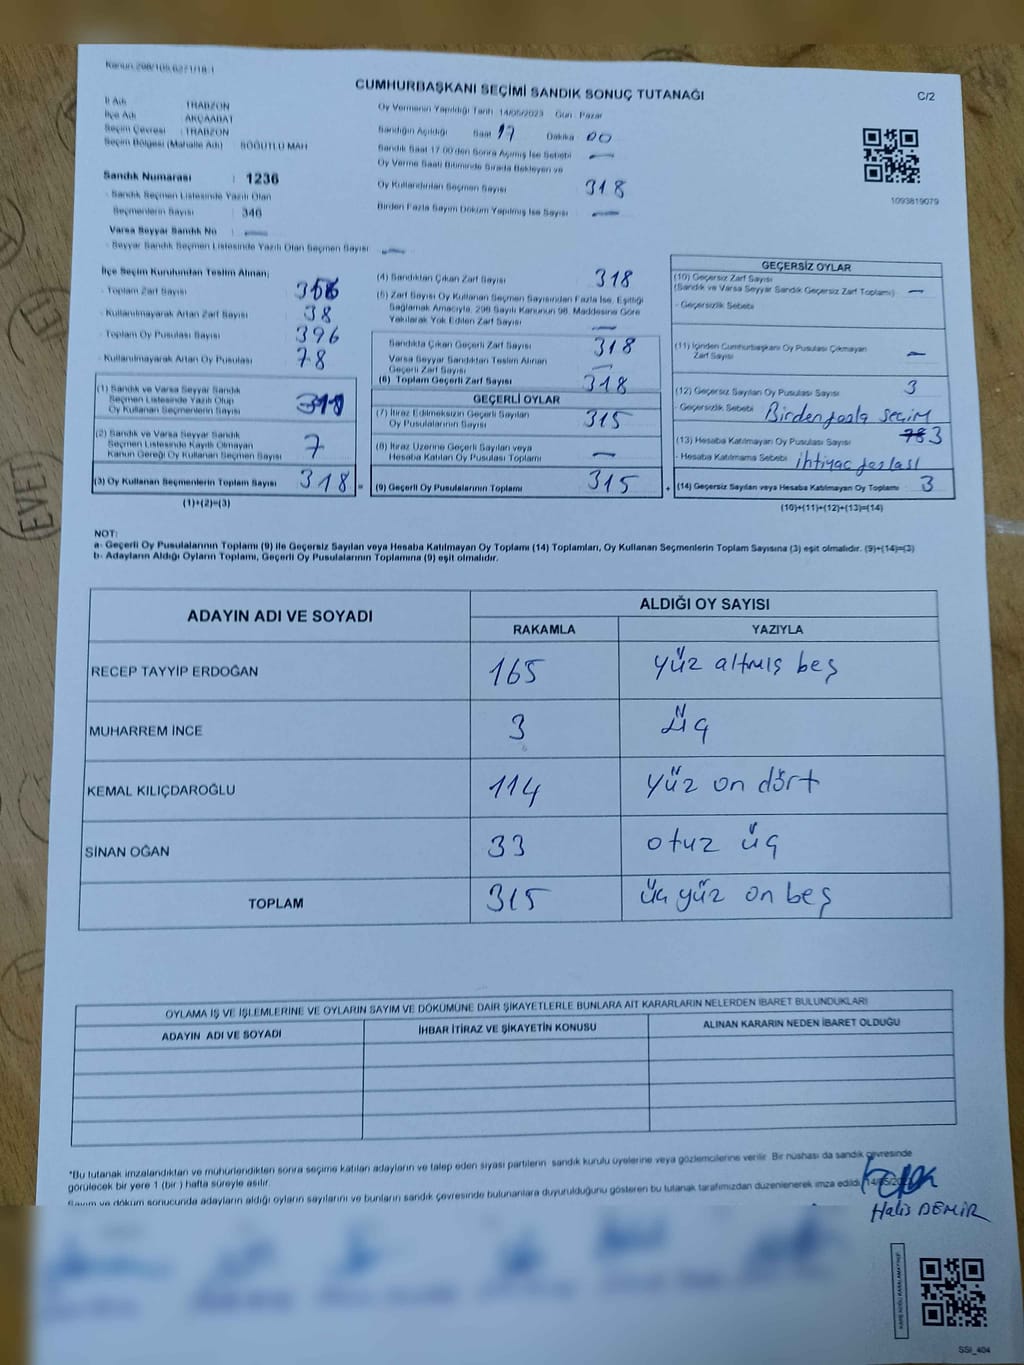 Kanun:298/105,6271/18-1
CUMHURBAŞKANI SEÇİMİ SANDIK SONUÇ TUTANAĞI
C/2
İl Adı : TRABZON
İlçe Adı : AKÇAABAT
Seçim Çevresi : TRABZON
Seçim Bölgesi (Mahalle Adı) : SÖĞÜTLÜ MAH
Sandık Numarası : 1236
- Sandık Seçmen Listesinde Yazılı Olan
Seçmenlerin Sayısı : 346
Varsa Seyyar Sandık No : —
- Seyyar Sandık Seçmen Listesinde Yazılı Olan Seçmen Sayısı : —
Oy Vermenin Yapıldığı Tarih : 14/05/2023 Gün : Pazar
Sandığın Açıldığı Saat 17 Dakika 00
Sandık Saat 17:00'den Sonra Açılmış İse Sebebi —
Oy Verme Saati Bitiminde Sırada Bekleyen ve
Oy Kullandırılan Seçmen Sayısı 318
Birden Fazla Sayım Döküm Yapılmış İse Sayısı —
1093819079
İlçe Seçim Kurulundan Teslim Alınan;
- Toplam Zarf Sayısı
- Kullanılmayarak Artan Zarf Sayısı 38
- Toplam Oy Pusulası Sayısı 396
- Kullanılmayarak Artan Oy Pusulası 78
(1) Sandık ve Varsa Seyyar Sandık
Seçmen Listesinde Yazılı Olup
Oy Kullanan Seçmenlerin Sayısı
(2) Sandık ve Varsa Seyyar Sandık
Seçmen Listesinde Kayıtlı Olmayan
Kanun Gereği Oy Kullanan Seçmen Sayısı 7
(3) Oy Kullanan Seçmenlerin Toplam Sayısı 318 =
(1)+(2)=(3)
(4) Sandıktan Çıkan Zarf Sayısı 318
(5) Zarf Sayısı Oy Kullanan Seçmen Sayısından Fazla İse, Eşitliği
Sağlamak Amacıyla, 298 Sayılı Kanunun 98. Maddesine Göre
Yakılarak Yok Edilen Zarf Sayısı —
Sandıkta Çıkan Geçerli Zarf Sayısı 318
Varsa Seyyar Sandıktan Teslim Alınan
Geçerli Zarf Sayısı —
(6) Toplam Geçerli Zarf Sayısı 318
GEÇERLİ OYLAR
(7) İtiraz Edilmeksizin Geçerli Sayılan
Oy Pusulalarının Sayısı 315
(8) İtiraz Üzerine Geçerli Sayılan veya
Hesaba Katılan Oy Pusulası Toplamı —
(9) Geçerli Oy Pusulalarının Toplamı 315 +
GEÇERSİZ OYLAR
(10) Geçersiz Zarf Sayısı
(Sandık ve Varsa Seyyar Sandık Geçersiz Zarf Toplamı) —
- Geçersizlik Sebebi
(11) İçinden Cumhurbaşkanı Oy Pusulası Çıkmayan
Zarf Sayısı —
(12) Geçersiz Sayılan Oy Pusulası Sayısı 3
- Geçersizlik Sebebi Birden fazla seçim
(13) Hesaba Katılmayan Oy Pusulası Sayısı 78 3
- Hesaba Katılmama Sebebi ihtiyaç fazlası
(14) Geçersiz Sayılan veya Hesaba Katılmayan Oy Toplamı 3
(10)+(11)+(12)+(13)=(14)
NOT:
a- Geçerli Oy Pusulalarının Toplamı (9) ile Geçersiz Sayılan veya Hesaba Katılmayan Oy Toplamı (14) Toplamları, Oy Kullanan Seçmenlerin Toplam Sayısına (3) eşit olmalıdır. (9)+(14)=(3)
b- Adayların Aldığı Oyların Toplamı, Geçerli Oy Pusulalarının Toplamına (9) eşit olmalıdır.
ADAYIN ADI VE SOYADI ALDIĞI OY SAYISI
RAKAMLA YAZIYLA
RECEP TAYYİP ERDOĞAN 165 yüz altmış beş
MUHARREM İNCE 3 üç
KEMAL KILIÇDAROĞLU 114 yüz on dört
SİNAN OĞAN 33 otuz üç
TOPLAM 315 üç yüz on beş
OYLAMA İŞ VE İŞLEMLERİNE VE OYLARIN SAYIM VE DÖKÜMÜNE DAİR ŞİKAYETLERLE BUNLARA AİT KARARLARIN NELERDEN İBARET BULUNDUKLARI
ADAYIN ADI VE SOYADI İHBAR İTİRAZ VE ŞİKAYETİN KONUSU ALINAN KARARIN NEDEN İBARET OLDUĞU
*Bu tutanak imzalandıktan ve mühürlendikten sonra seçime katılan adayların ve talep eden siyasi partilerin sandık kurulu üyelerine veya gözlemcilerine verilir. Bir nüshası da sandık çevresinde
görülecek bir yere 1 (bir) hafta süreyle asılır.
Sayım ve döküm sonucunda adayların aldığı oyların sayılarını ve bunların sandık çevresinde bulunanlara duyurulduğunu gösteren bu tutanak tarafımızdan düzenlenerek imza edildi.
Halis DEMİR
SSI_404